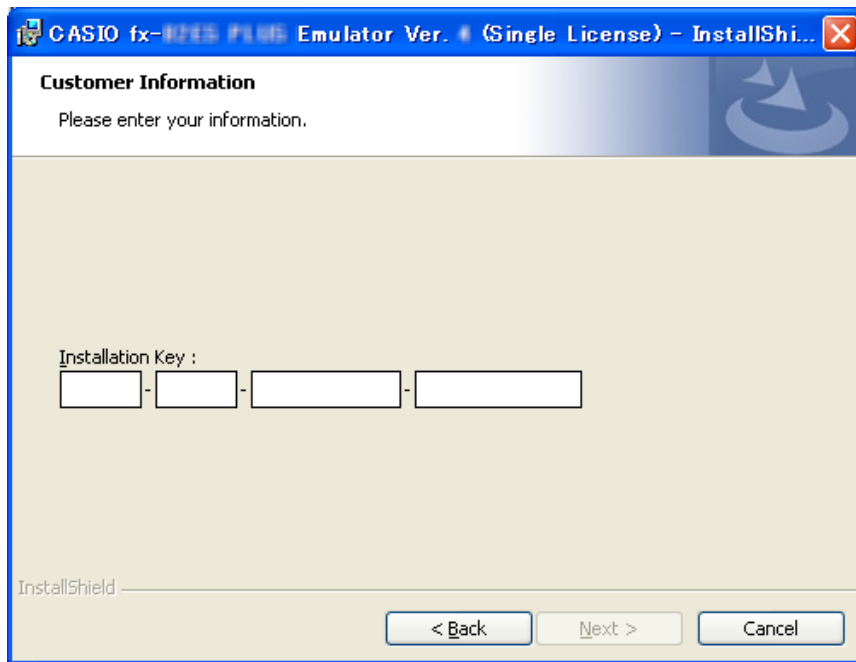 CASIO fx- Emulator Ver. (Single License) - InstallShi...
Customer Information
Please enter your information.
Installation Key :
- - -
InstallShield
< Back Next > Cancel